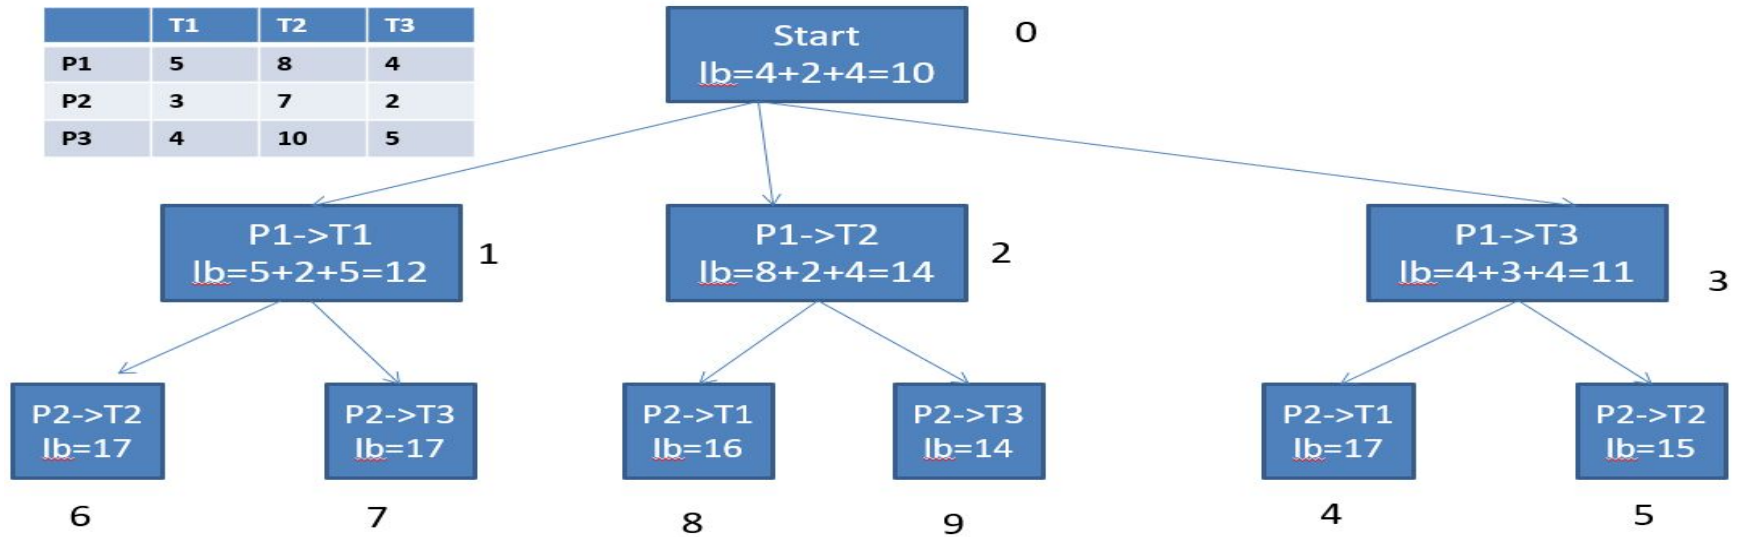 T1 T2 T3
P1 5 8 4
P2 3 7 2
P3 4 10 5
Start
lb=4+2+4=10
0
P1->T1
lb=5+2+5=12
1
P1->T2
lb=8+2+4=14
2
P1->T3
lb=4+3+4=11
3
P2->T2
lb=17
P2->T3
lb=17
P2->T1
lb=16
P2->T3
lb=14
P2->T1
lb=17
P2->T2
lb=15
6
7
8
9
4
5